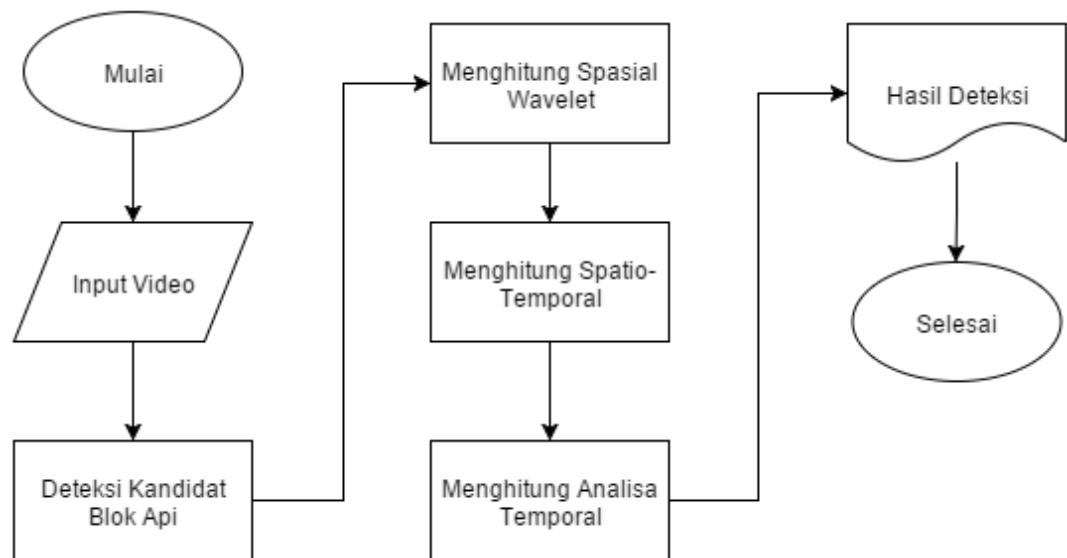 Mulai
Input Video
Deteksi Kandidat
Blok Api
Menghitung Spasial
Wavelet
Menghitung Spatio-
Temporal
Menghitung Analisa
Temporal
Hasil Deteksi
Selesai